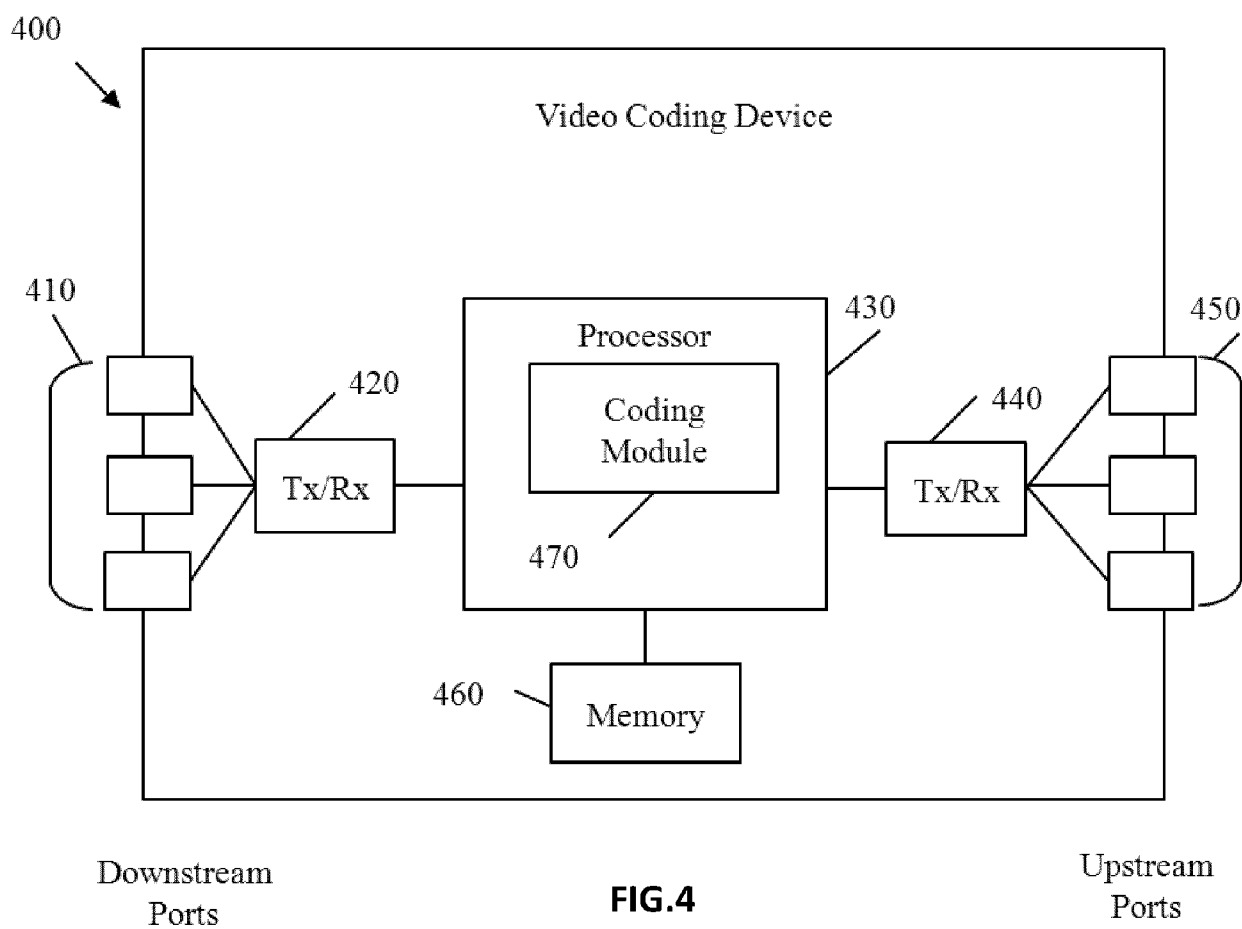 400
Video Coding Device
410
430
450
Processor
420
440
Coding
Module
Tx/Rx
Tx/Rx
470
460
Memory
Downstream
Ports
Upstream
Ports
FIG.4